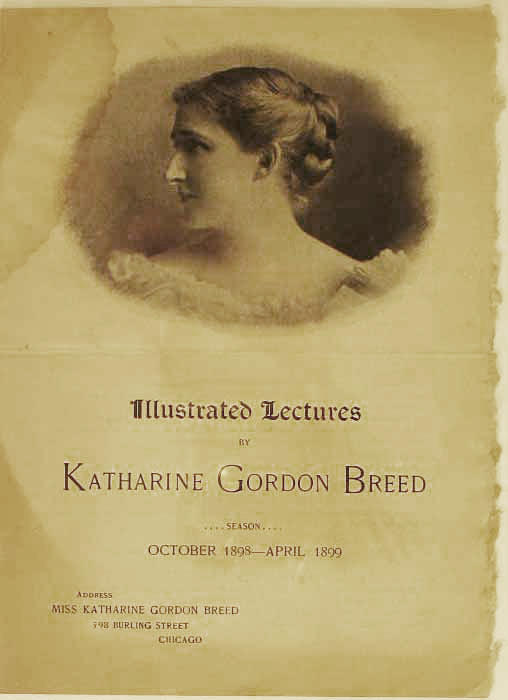 Illustrated Lectures
BY
KATHARINE GORDON BREED
....SEASON....
OCTOBER 1898—APRIL 1899
ADDRESS
MISS KATHARINE GORDON BREED
598 BURLING STREET
CHICAGO